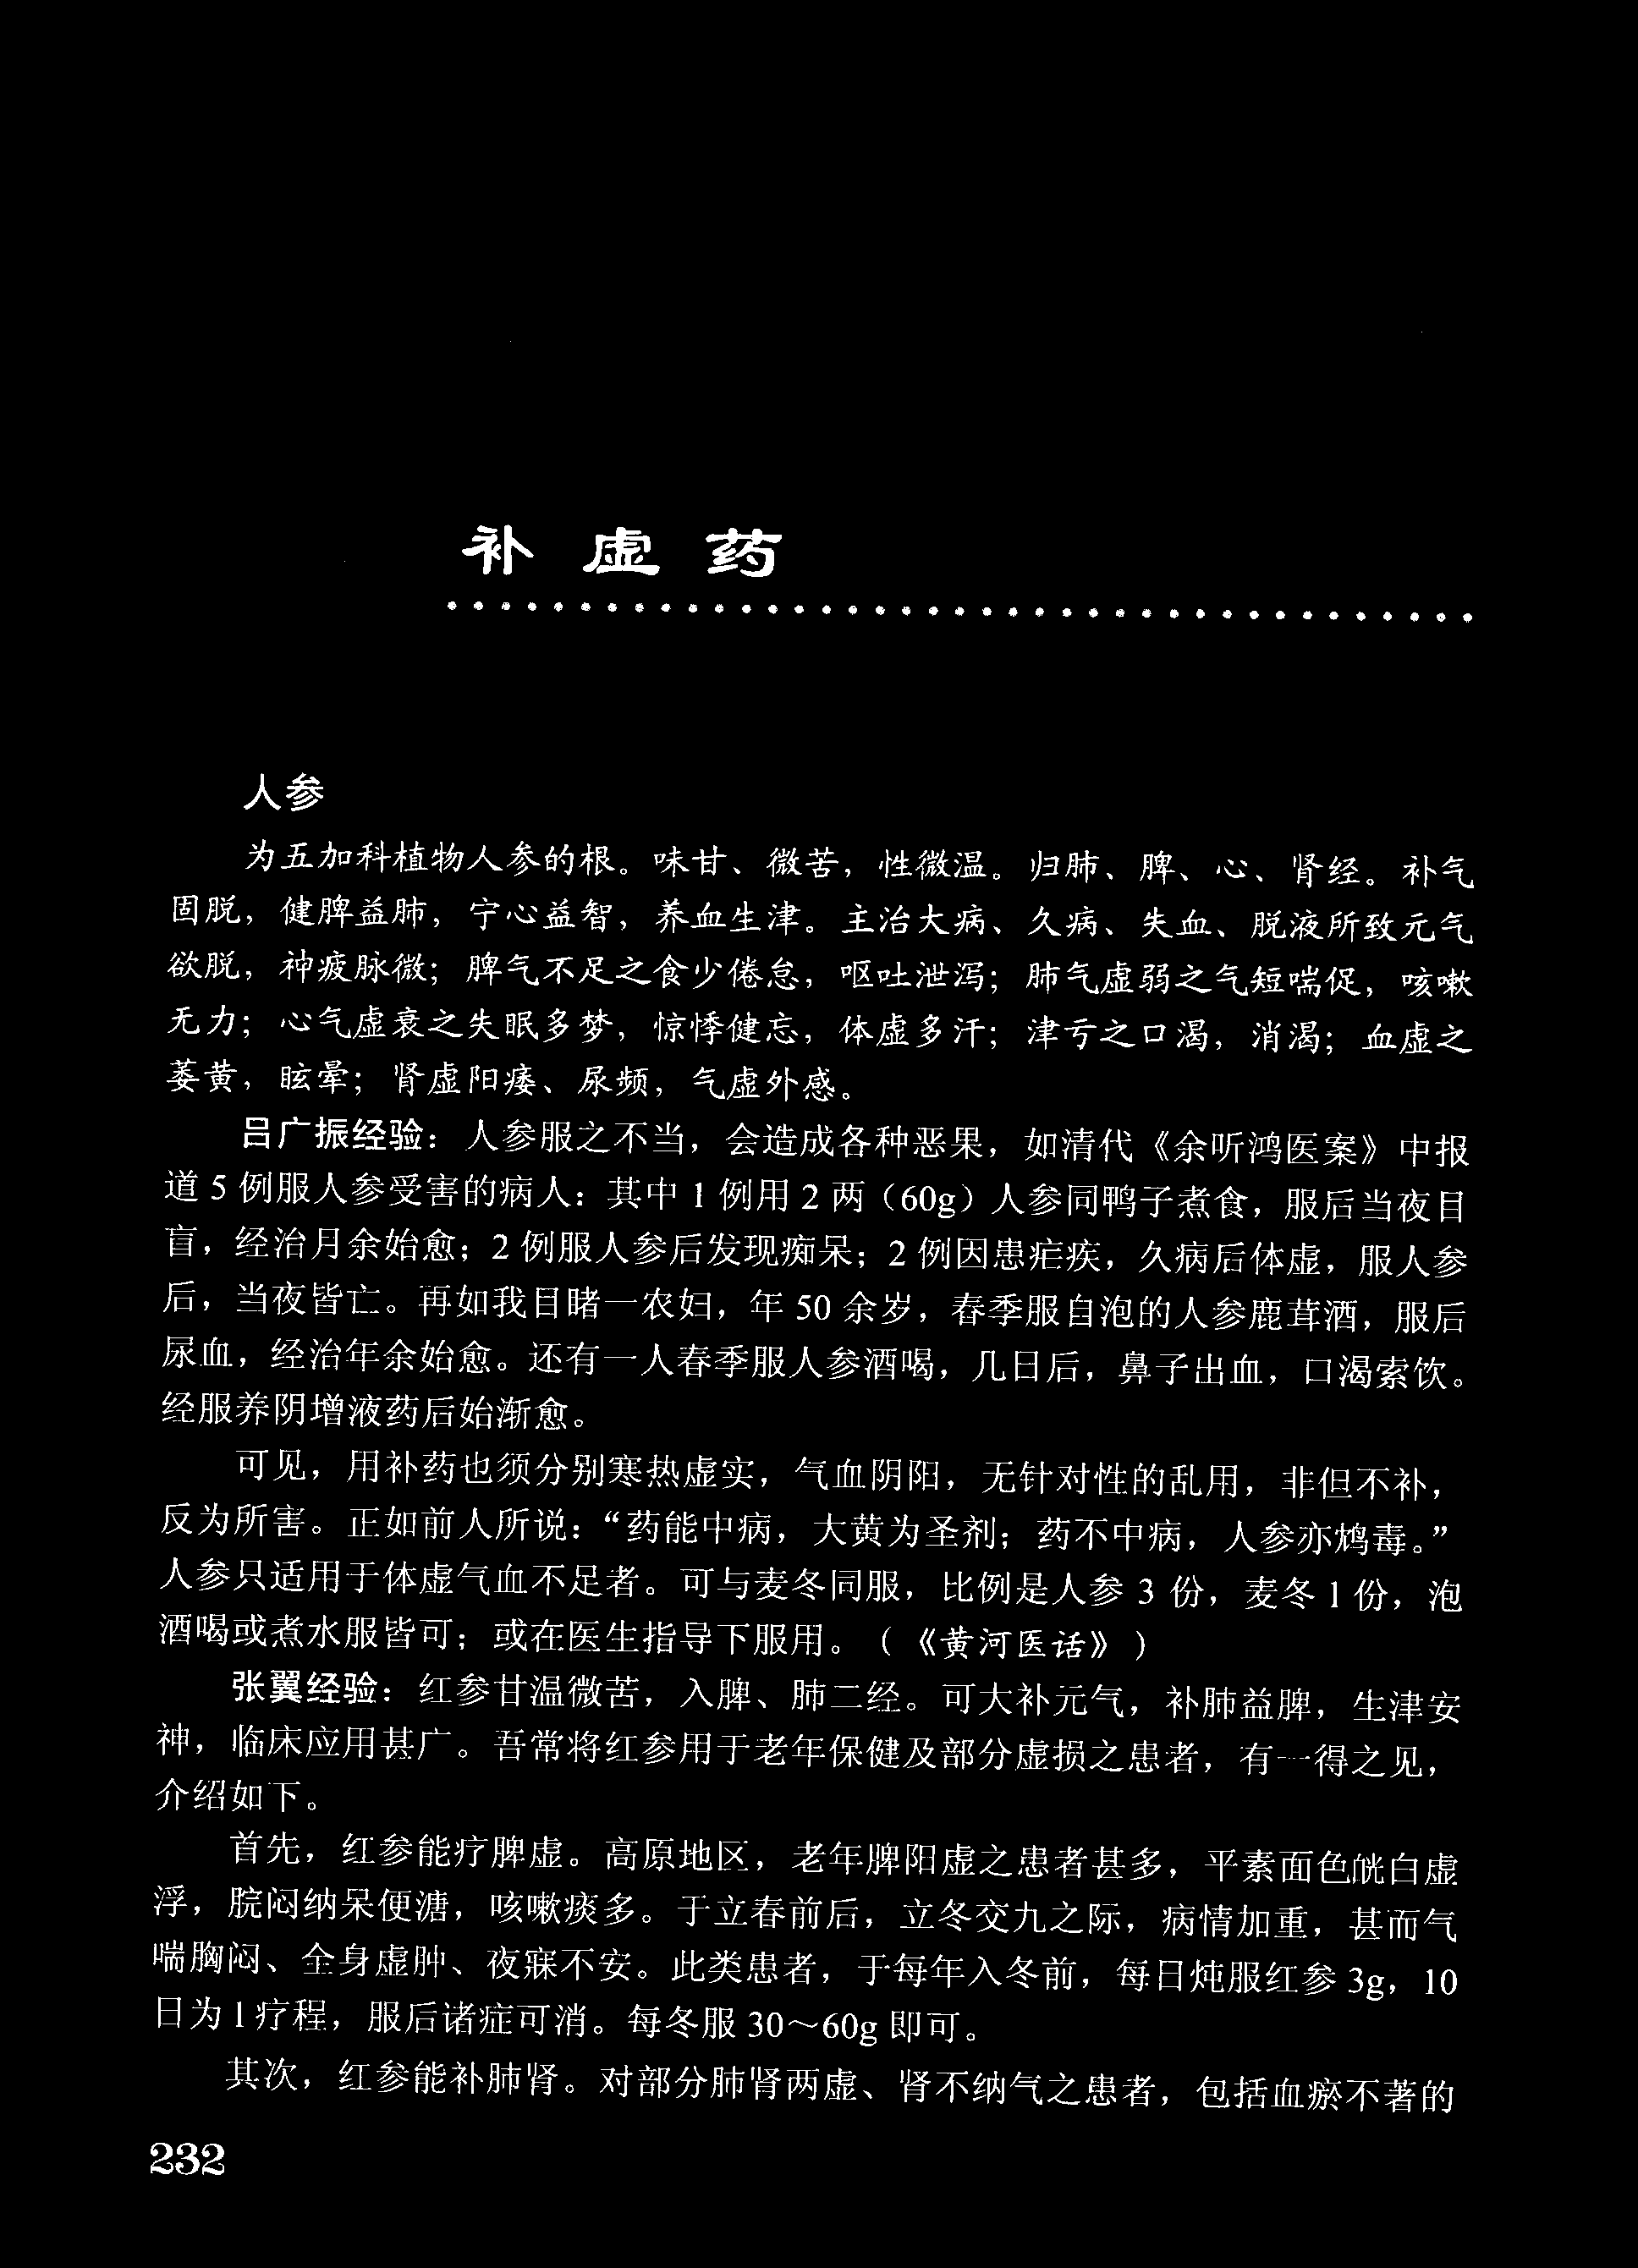 补虚药
人参
为五加科植物人参的根。味甘、微苦，性微温。归肺、脾、心、肾经。补气
固脱，健脾益肺，宁心益智，养血生津。主治大病、久病、失血、脱液所致元气
欲脱，神疲脉微；脾气不足之食少倦怠，呕吐泄泻；肺气虚弱之气短喘促，咳嗽
无力；心气虚衰之失眠多梦，惊悸健忘，体虚多汗；津亏之口渴，消渴；血虚之
萎黄，眩晕；肾虚阳痿、尿频，气虚外感。
吕广振经验：人参服之不当，会造成各种恶果，如清代《余听鸿医案》中报
道 5 例服人参受害的病人：其中 1 例用 2 两（60g）人参同鸭子煮食，服后当夜目
盲，经治月余始愈；2 例服人参后发现痴呆；2 例因患疟疾，久病后体虚，服人参
后，当夜皆亡。再如我目睹一农妇，年 50 余岁，春季服自泡的人参鹿茸酒，服后
尿血，经治年余始愈。还有一人春季服人参酒喝，几日后，鼻子出血，口渴索饮。
经服养阴增液药后始渐愈。
可见，用补药也须分别寒热虚实，气血阴阳，无针对性的乱用，非但不补，
反为所害。正如前人所说：“药能中病，大黄为圣剂；药不中病，人参亦鸩毒。”
人参只适用于体虚气血不足者。可与麦冬同服，比例是人参 3 份，麦冬 1 份，泡
酒喝或煮水服皆可；或在医生指导下服用。（《黄河医话》）
张翼经验：红参甘温微苦，入脾、肺二经。可大补元气，补肺益脾，生津安
神，临床应用甚广。吾常将红参用于老年保健及部分虚损之患者，有一得之见，
介绍如下。
首先，红参能疗脾虚。高原地区，老年脾阳虚之患者甚多，平素面色㿠白虚
浮，脘闷纳呆便溏，咳嗽痰多。于立春前后，立冬交九之际，病情加重，甚而气
喘胸闷、全身虚肿、夜寐不安。此类患者，于每年入冬前，每日炖服红参 3g，10
日为 1 疗程，服后诸症可消。每冬服 30～60g 即可。
其次，红参能补肺肾。对部分肺肾两虚、肾不纳气之患者，包括血瘀不著的
232